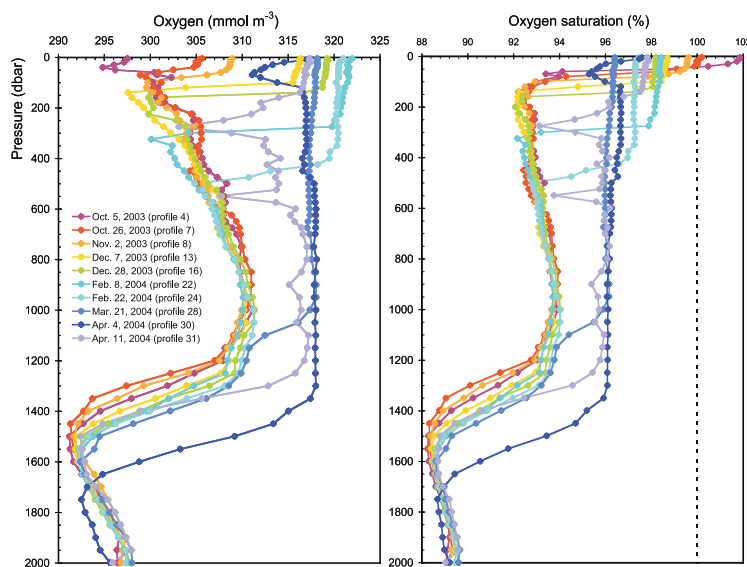 Oxygen (mmol m-3)
Oxygen saturation (%)
290 295 300 305 310 315 320 325
88 90 92 94 96 98 100 102
Pressure (dbar)
0
200
400
600
800
1000
1200
1400
1600
1800
2000
Oct. 5, 2003 (profile 4)
Oct. 26, 2003 (profile 7)
Nov. 2, 2003 (profile 8)
Dec. 7, 2003 (profile 13)
Dec. 28, 2003 (profile 16)
Feb. 8, 2004 (profile 22)
Feb. 22, 2004 (profile 24)
Mar. 21, 2004 (profile 28)
Apr. 4, 2004 (profile 30)
Apr. 11, 2004 (profile 31)
0
200
400
600
800
1000
1200
1400
1600
1800
2000